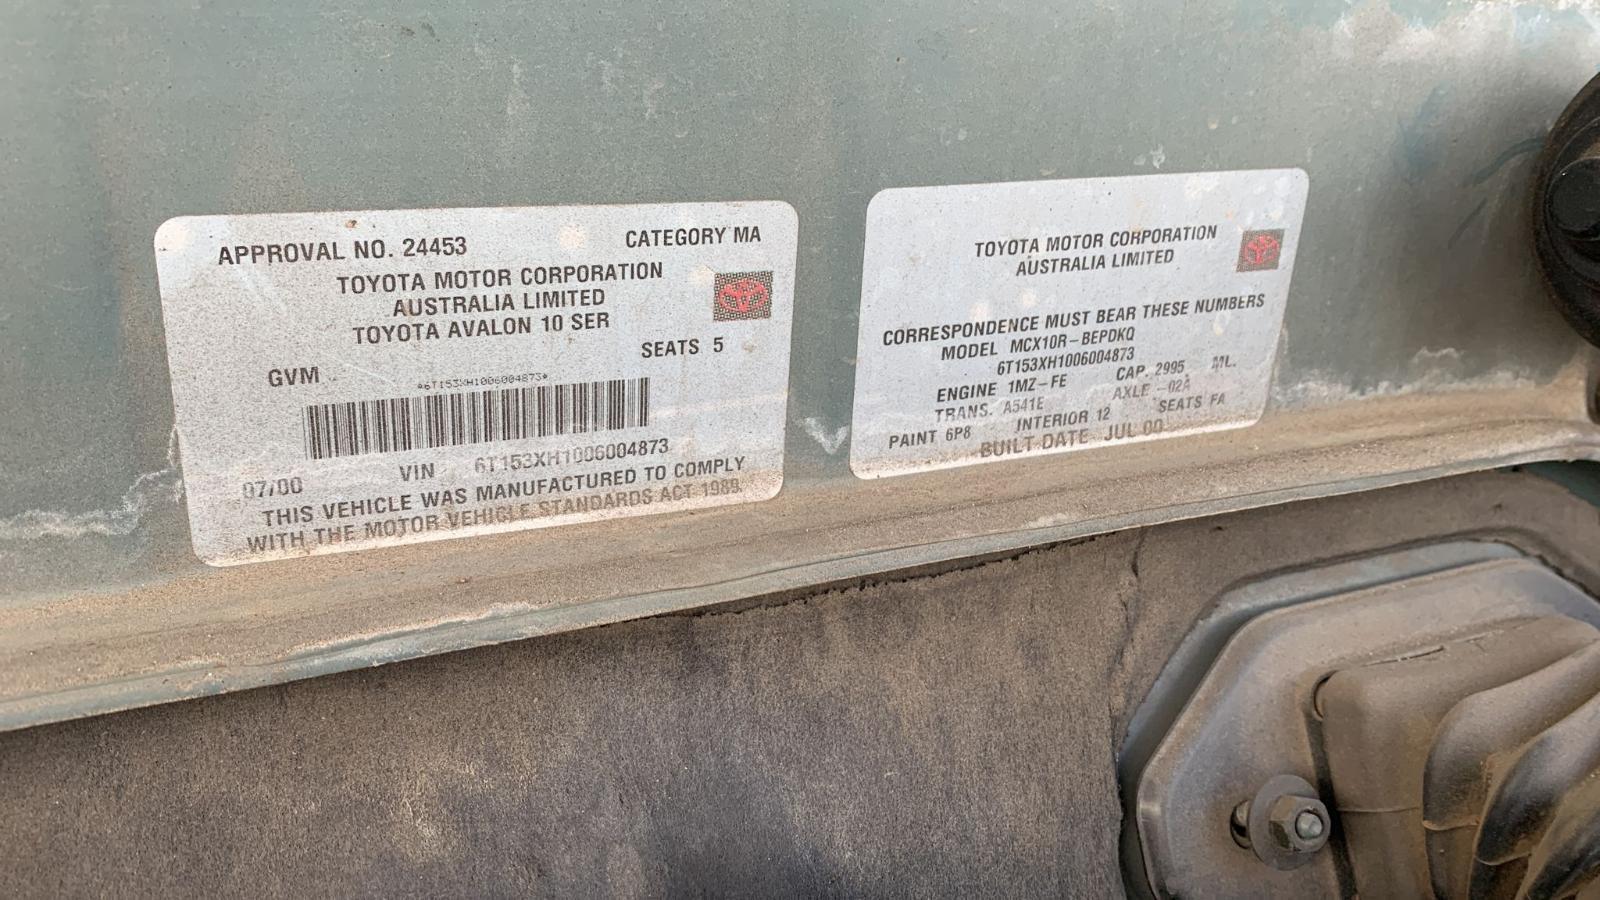 APPROVAL NO. 24453 CATEGORY MA
TOYOTA MOTOR CORPORATION
AUSTRALIA LIMITED
TOYOTA AVALON 10 SER
SEATS 5
GVM
*6T153XH1006004873*
VIN 6T153XH1006004873
07/00
THIS VEHICLE WAS MANUFACTURED TO COMPLY
WITH THE MOTOR VEHICLE STANDARDS ACT 1989.
TOYOTA MOTOR CORPORATION
AUSTRALIA LIMITED
CORRESPONDENCE MUST BEAR THESE NUMBERS
MODEL MCX10R-BEPDKQ
6T153XH1006004873
ENGINE 1MZ-FE CAP. 2995 ML.
TRANS. A541E AXLE -02A
PAINT 6P8 INTERIOR 12 SEATS FA
BUILT DATE JUL 00